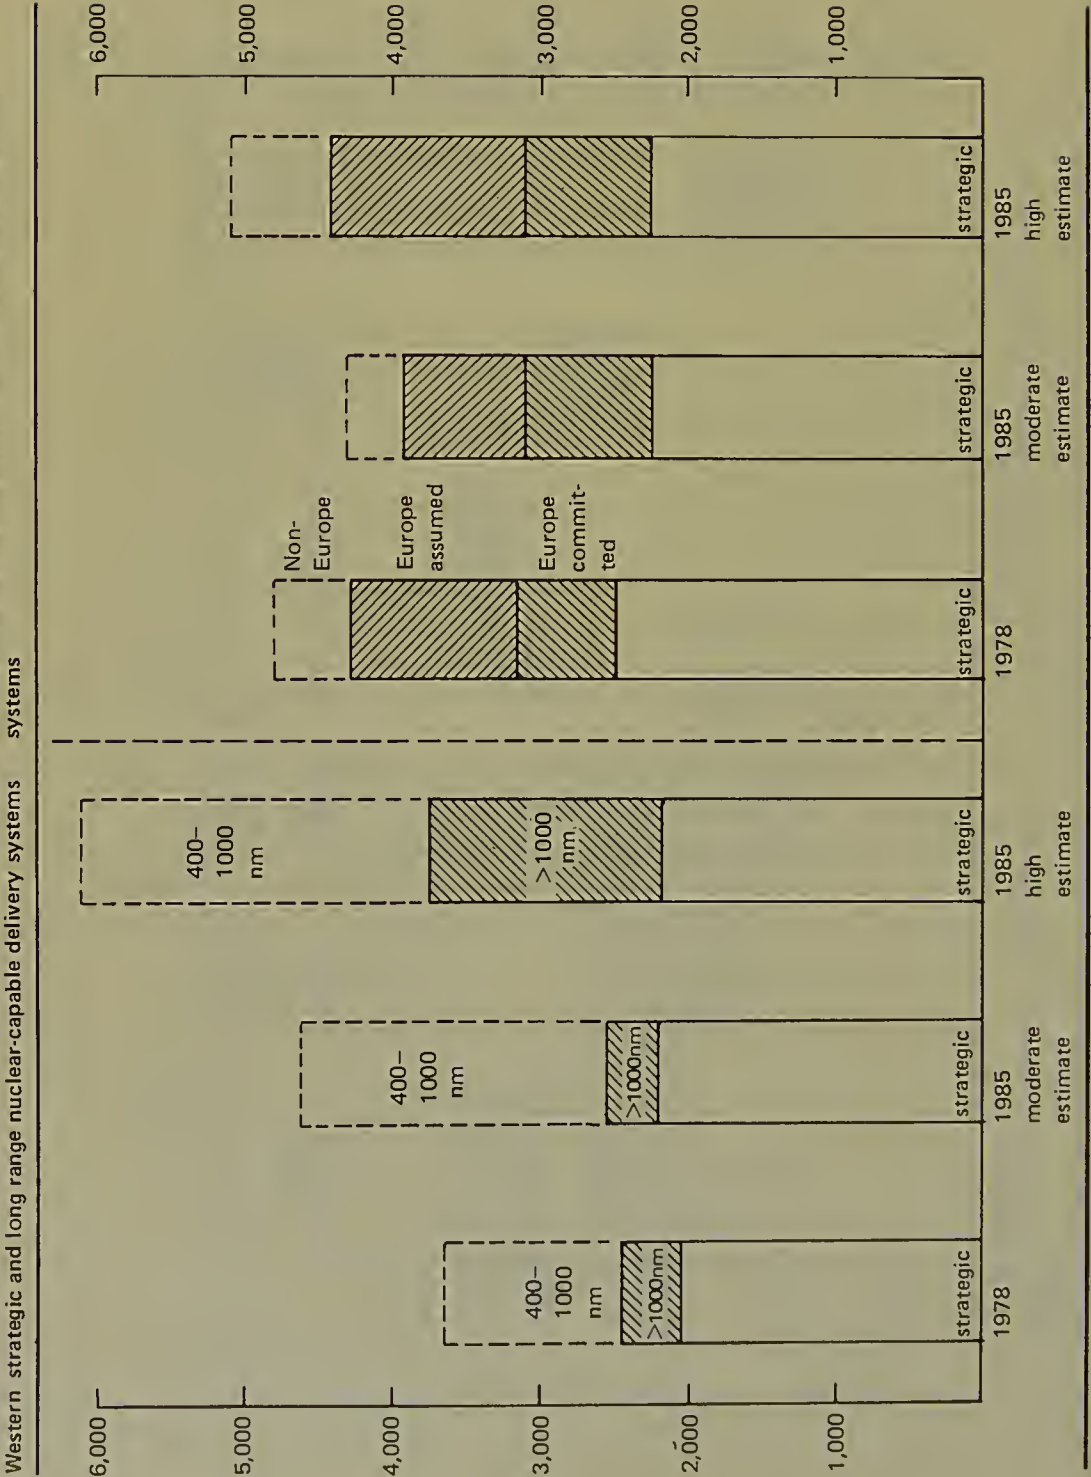 Western strategic and long range nuclear-capable delivery systems systems
6,000
5,000
4,000
3,000
2,000
1,000
400–
1000
nm
>1000nm
strategic
1978
400–
1000
nm
>1000nm
strategic
1985
moderate
estimate
400–
1000
nm
>1000
nm
strategic
1985
high
estimate
Non-
Europe
Europe
assumed
Europe
commit-
ted
strategic
1978
strategic
1985
moderate
estimate
strategic
1985
high
estimate
6,000
5,000
4,000
3,000
2,000
1,000